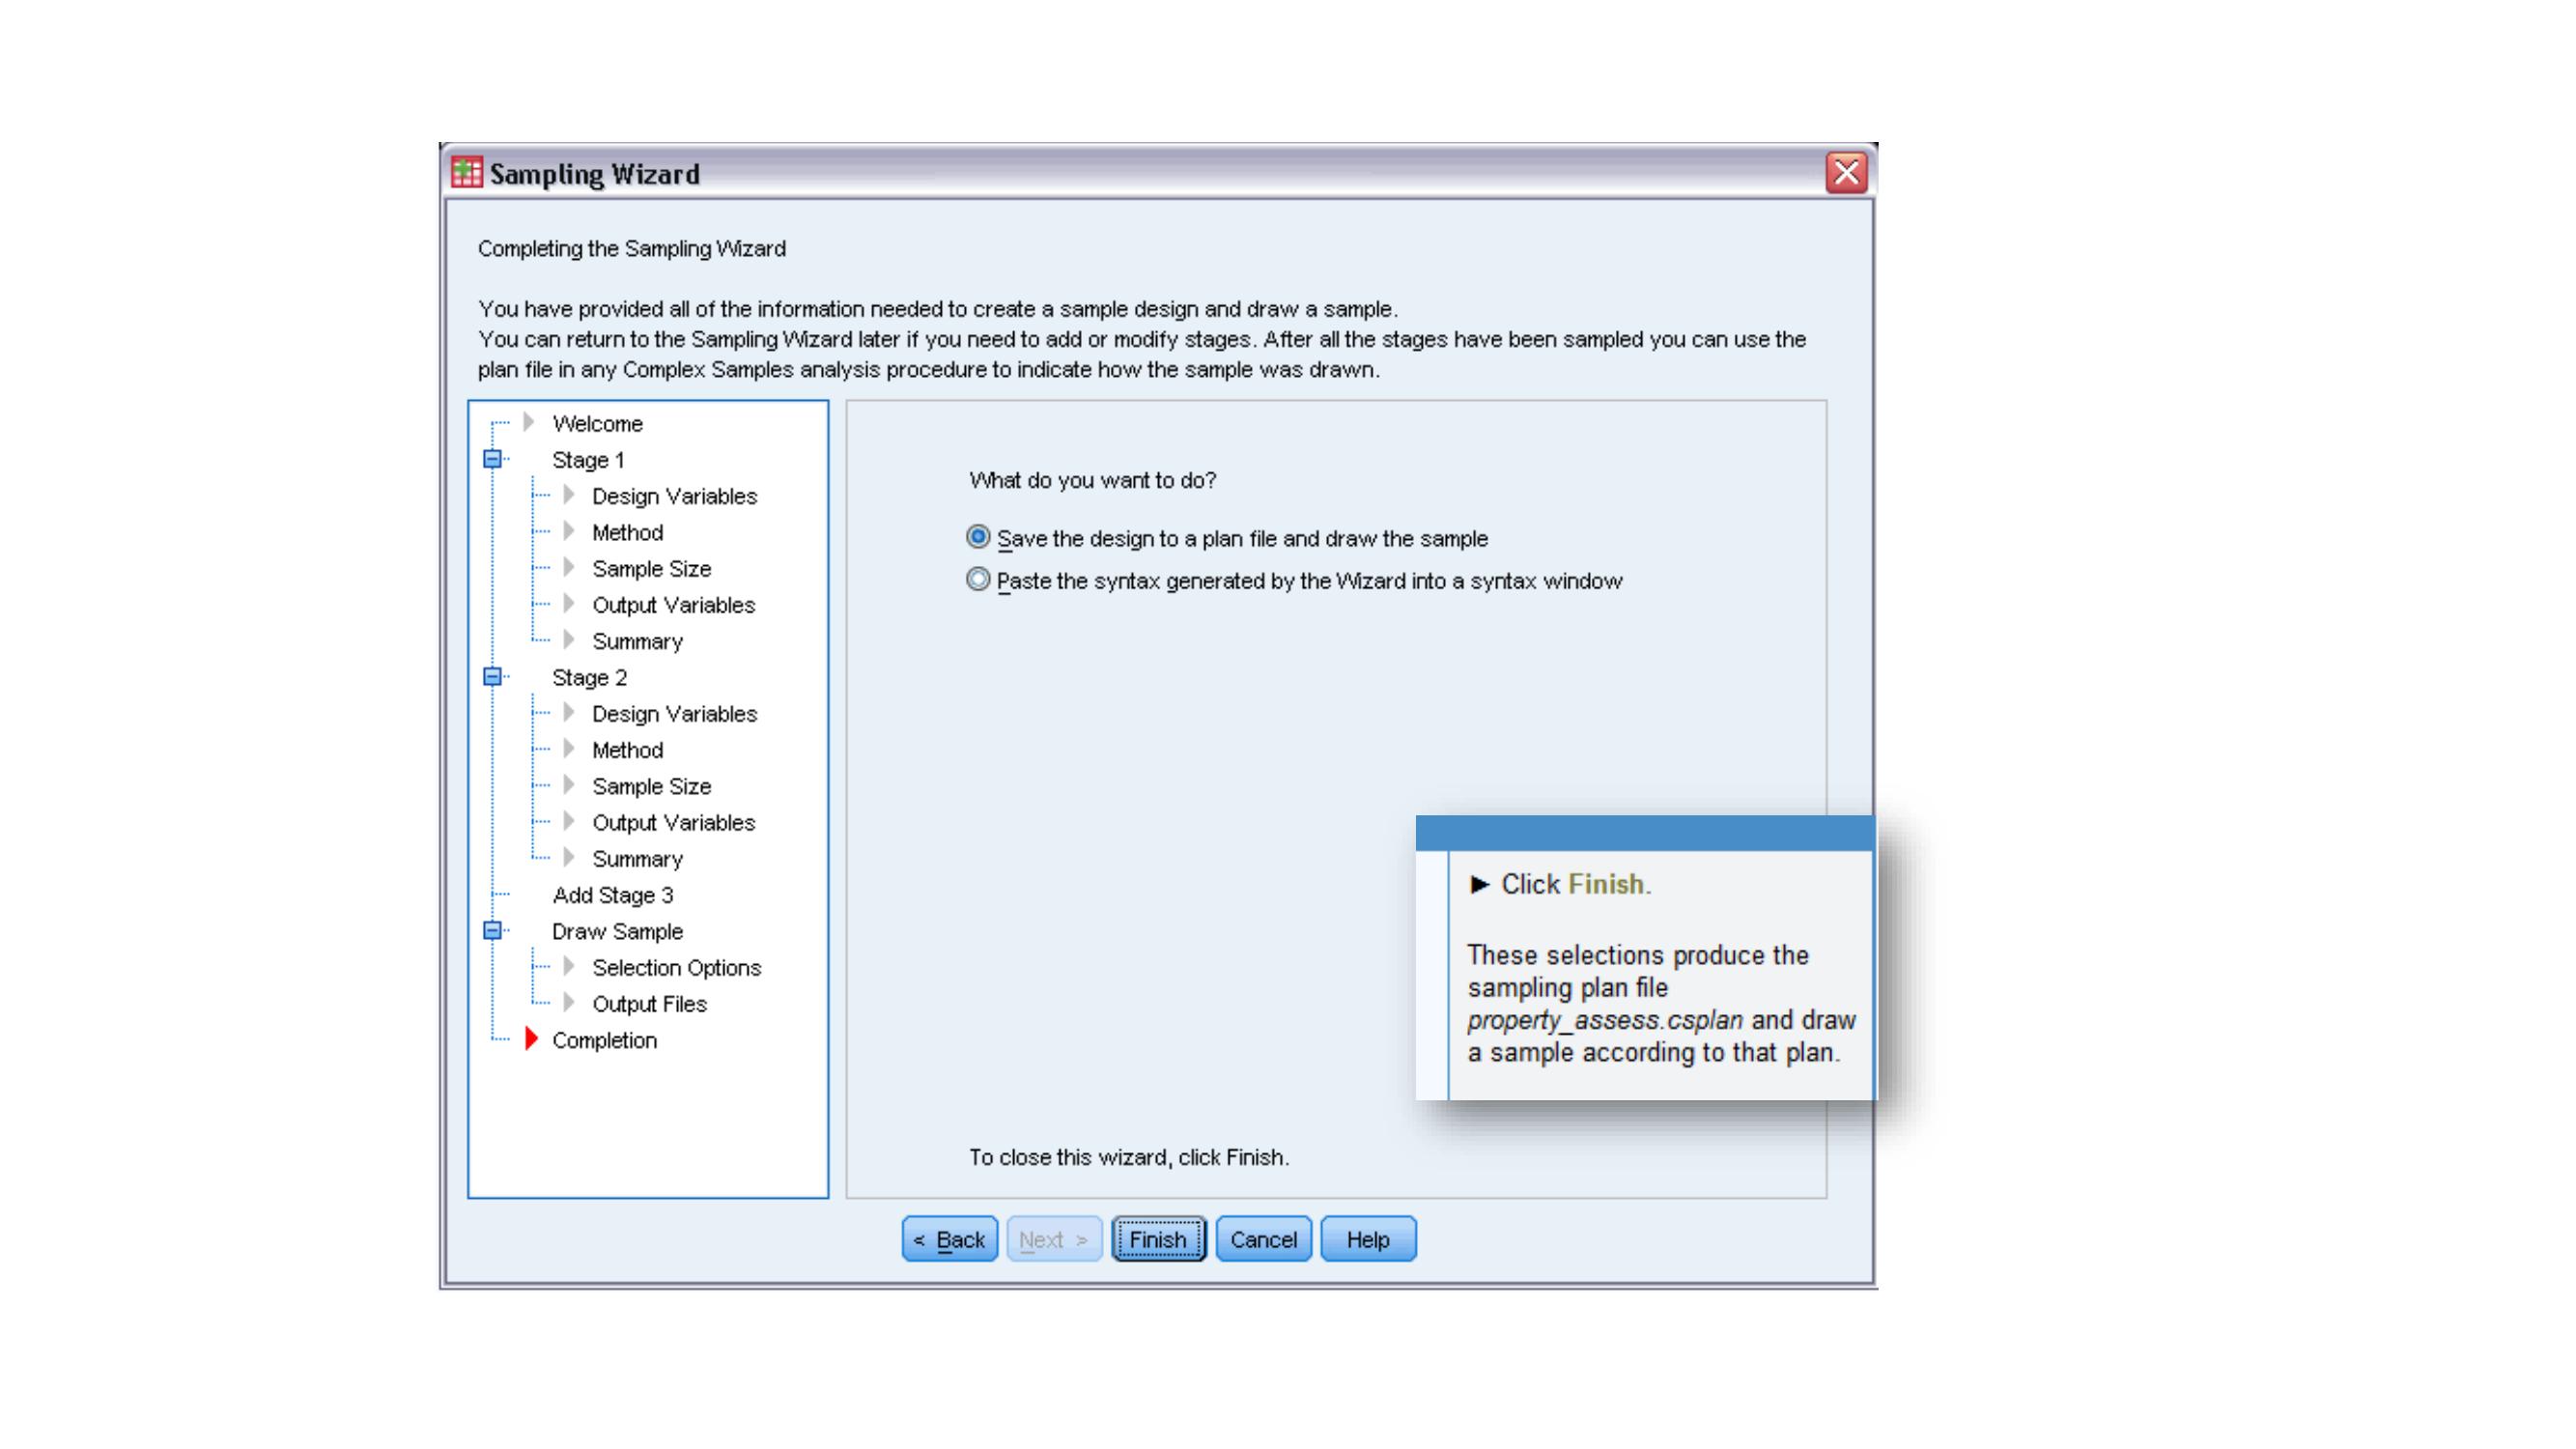 Sampling Wizard
Completing the Sampling Wizard
You have provided all of the information needed to create a sample design and draw a sample.
You can return to the Sampling Wizard later if you need to add or modify stages. After all the stages have been sampled you can use the
plan file in any Complex Samples analysis procedure to indicate how the sample was drawn.
Welcome
Stage 1
Design Variables
Method
Sample Size
Output Variables
Summary
Stage 2
Design Variables
Method
Sample Size
Output Variables
Summary
Add Stage 3
Draw Sample
Selection Options
Output Files
Completion
What do you want to do?
Save the design to a plan file and draw the sample
Paste the syntax generated by the Wizard into a syntax window
► Click Finish.
These selections produce the
sampling plan file
property_assess.csplan and draw
a sample according to that plan.
To close this wizard, click Finish.
< Back
Next >
Finish
Cancel
Help